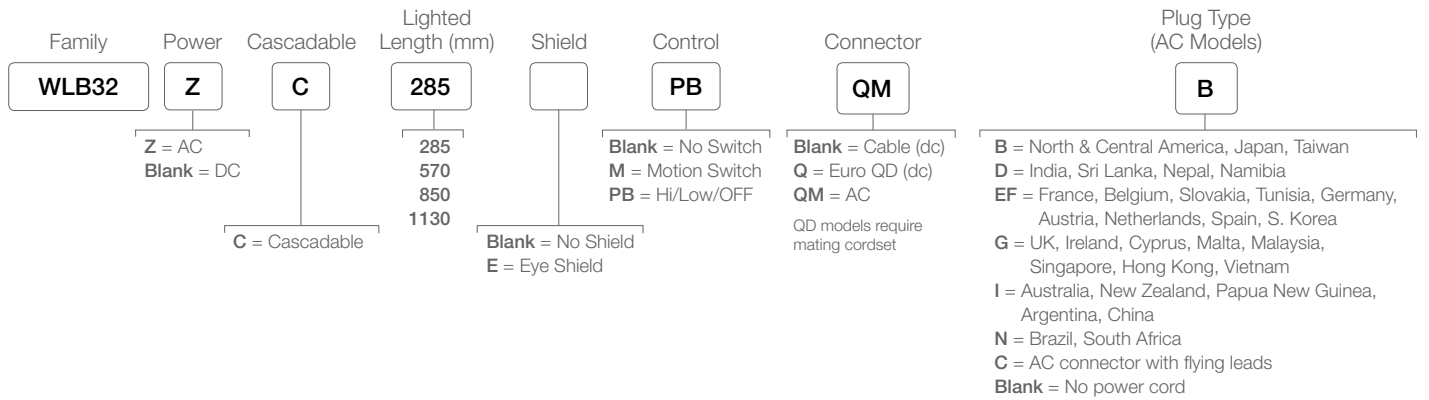 Family
Power
Cascadable
Lighted
Length (mm)
Shield
Control
Connector
Plug Type
(AC Models)
WLB32
Z
C
285
PB
QM
B
Z = AC
Blank = DC
C = Cascadable
285
570
850
1130
Blank = No Shield
E = Eye Shield
Blank = No Switch
M = Motion Switch
PB = Hi/Low/OFF
Blank = Cable (dc)
Q = Euro QD (dc)
QM = AC
QD models require
mating cordset
B = North & Central America, Japan, Taiwan
D = India, Sri Lanka, Nepal, Namibia
EF = France, Belgium, Slovakia, Tunisia, Germany,
Austria, Netherlands, Spain, S. Korea
G = UK, Ireland, Cyprus, Malta, Malaysia,
Singapore, Hong Kong, Vietnam
I = Australia, New Zealand, Papua New Guinea,
Argentina, China
N = Brazil, South Africa
C = AC connector with flying leads
Blank = No power cord